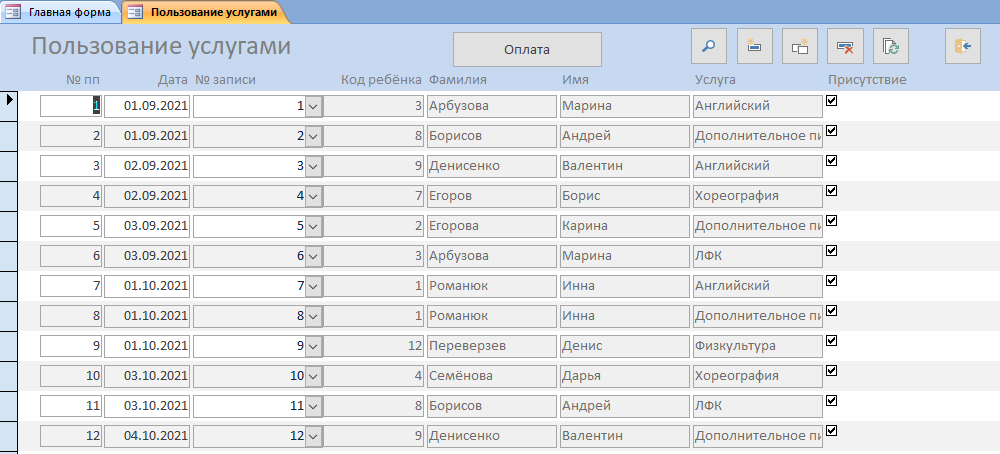 Главная форма Пользование услугами
Пользование услугами Оплата
№ пп Дата № записи Код ребёнка Фамилия Имя Услуга Присутствие
1 01.09.2021 1 3 Арбузова Марина Английский
2 01.09.2021 2 8 Борисов Андрей Дополнительное пи
3 02.09.2021 3 9 Денисенко Валентин Английский
4 02.09.2021 4 7 Егоров Борис Хореография
5 03.09.2021 5 2 Егорова Карина Дополнительное пи
6 03.09.2021 6 3 Арбузова Марина ЛФК
7 01.10.2021 7 1 Романюк Инна Английский
8 01.10.2021 8 1 Романюк Инна Дополнительное пи
9 01.10.2021 9 12 Переверзев Денис Физкультура
10 03.10.2021 10 4 Семёнова Дарья Хореография
11 03.10.2021 11 8 Борисов Андрей ЛФК
12 04.10.2021 12 9 Денисенко Валентин Дополнительное пи